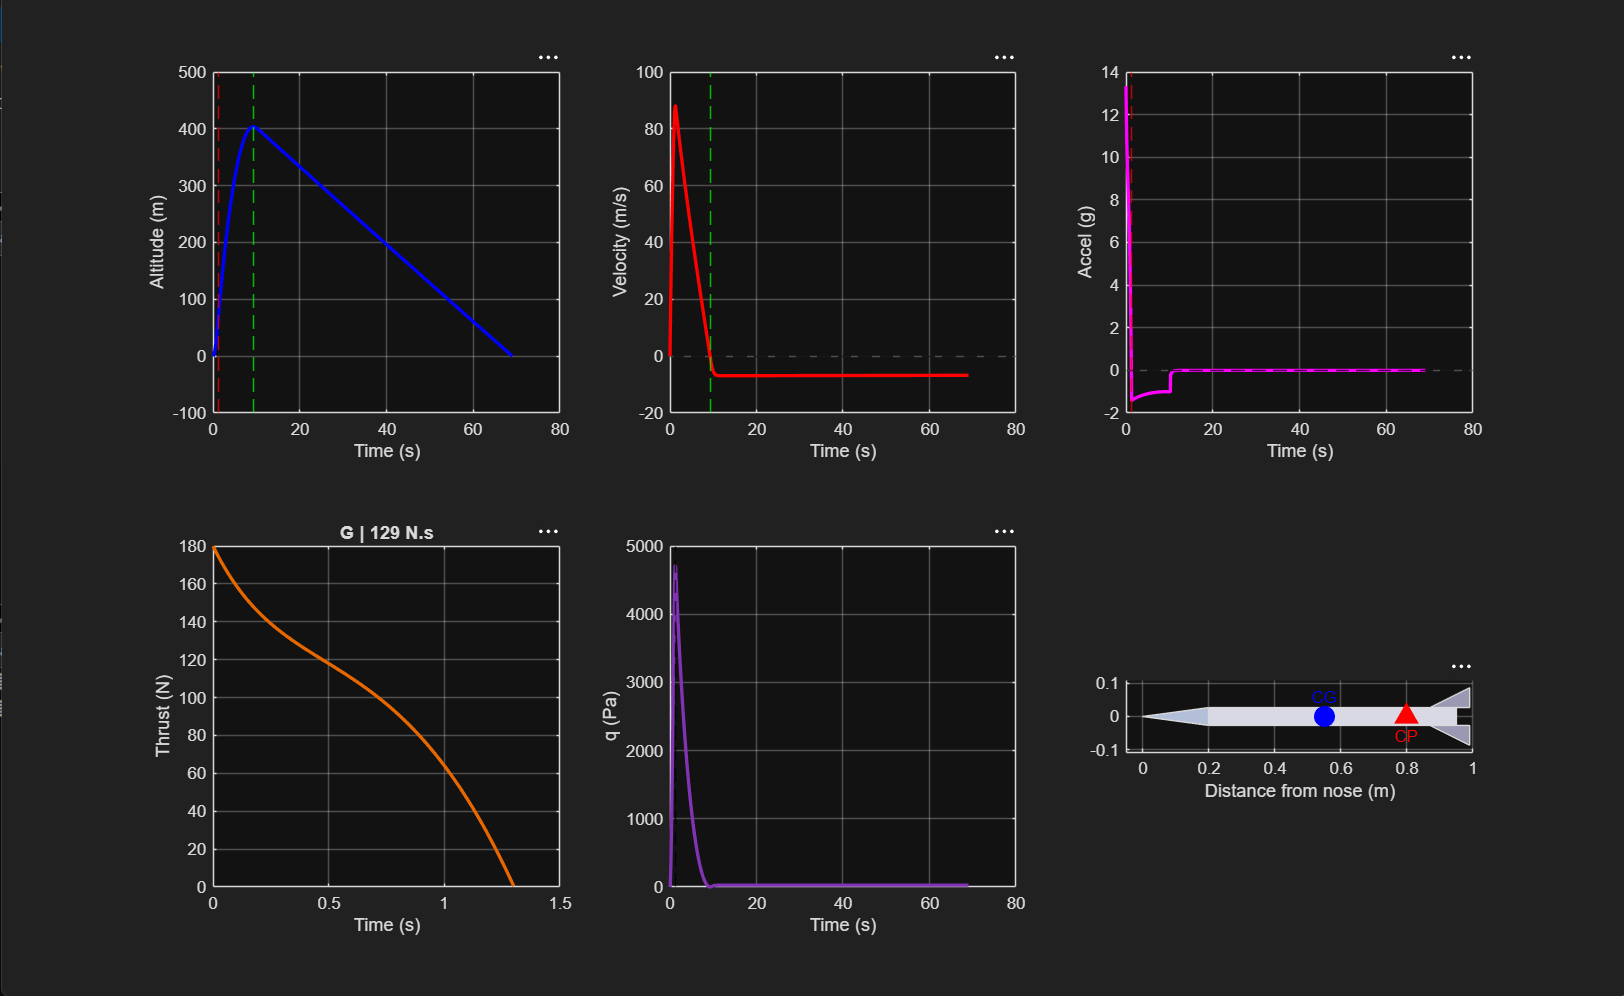 500
400
300
200
100
0
-100
Altitude (m)
0 20 40 60 80
Time (s)
100
80
60
40
20
0
-20
Velocity (m/s)
0 20 40 60 80
Time (s)
14
12
10
8
6
4
2
0
-2
Accel (g)
0 20 40 60 80
Time (s)
G | 129 N.s
180
160
140
120
100
80
60
40
20
0
Thrust (N)
0 0.5 1 1.5
Time (s)
5000
4000
3000
2000
1000
0
q (Pa)
0 20 40 60 80
Time (s)
0.1
0
-0.1
CG
CP
0 0.2 0.4 0.6 0.8 1
Distance from nose (m)